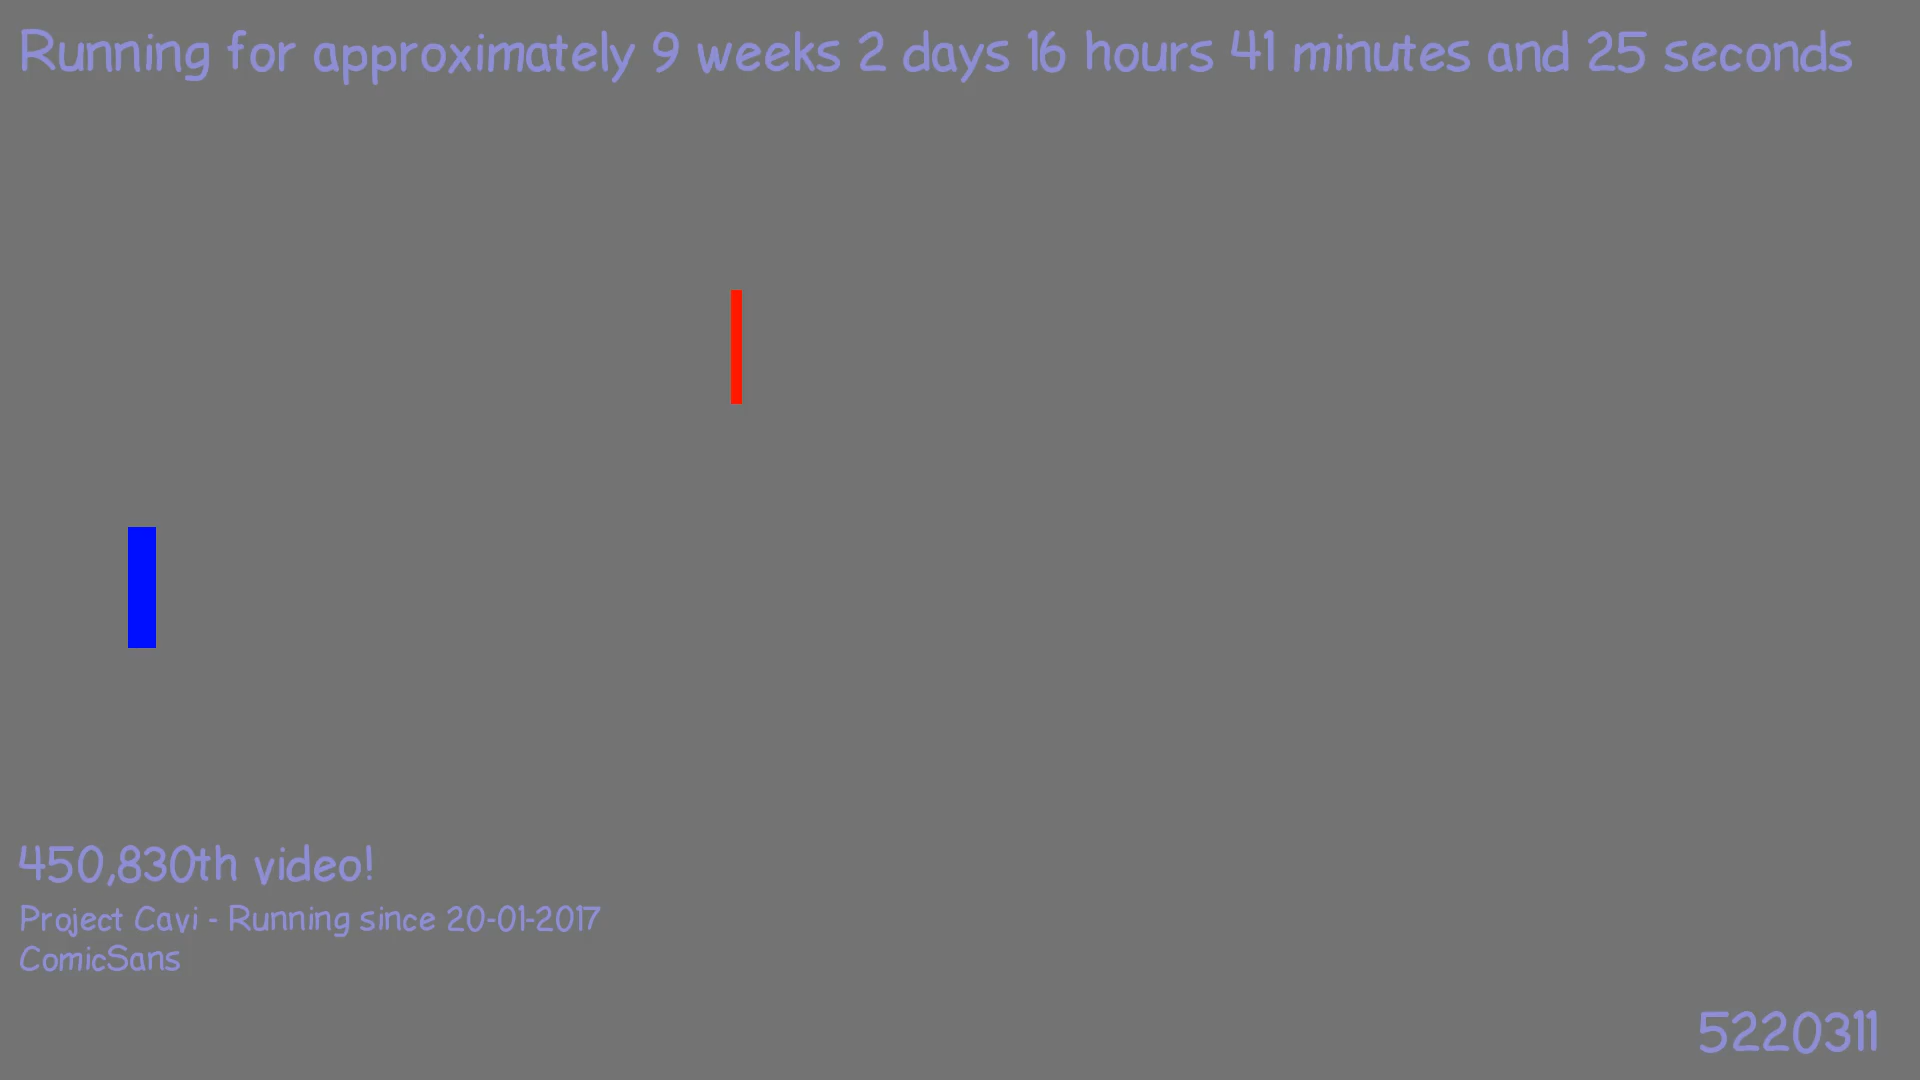 Running for approximately 9 weeks 2 days 16 hours 41 minutes and 25 seconds
450,830th video!
Project Cavi - Running since 20-01-2017
ComicSans
5220311